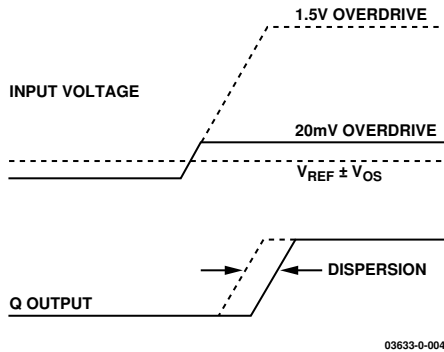 1.5V OVERDRIVE
INPUT VOLTAGE
20mV OVERDRIVE
VREF ± VOS
DISPERSION
Q OUTPUT
03633-0-004